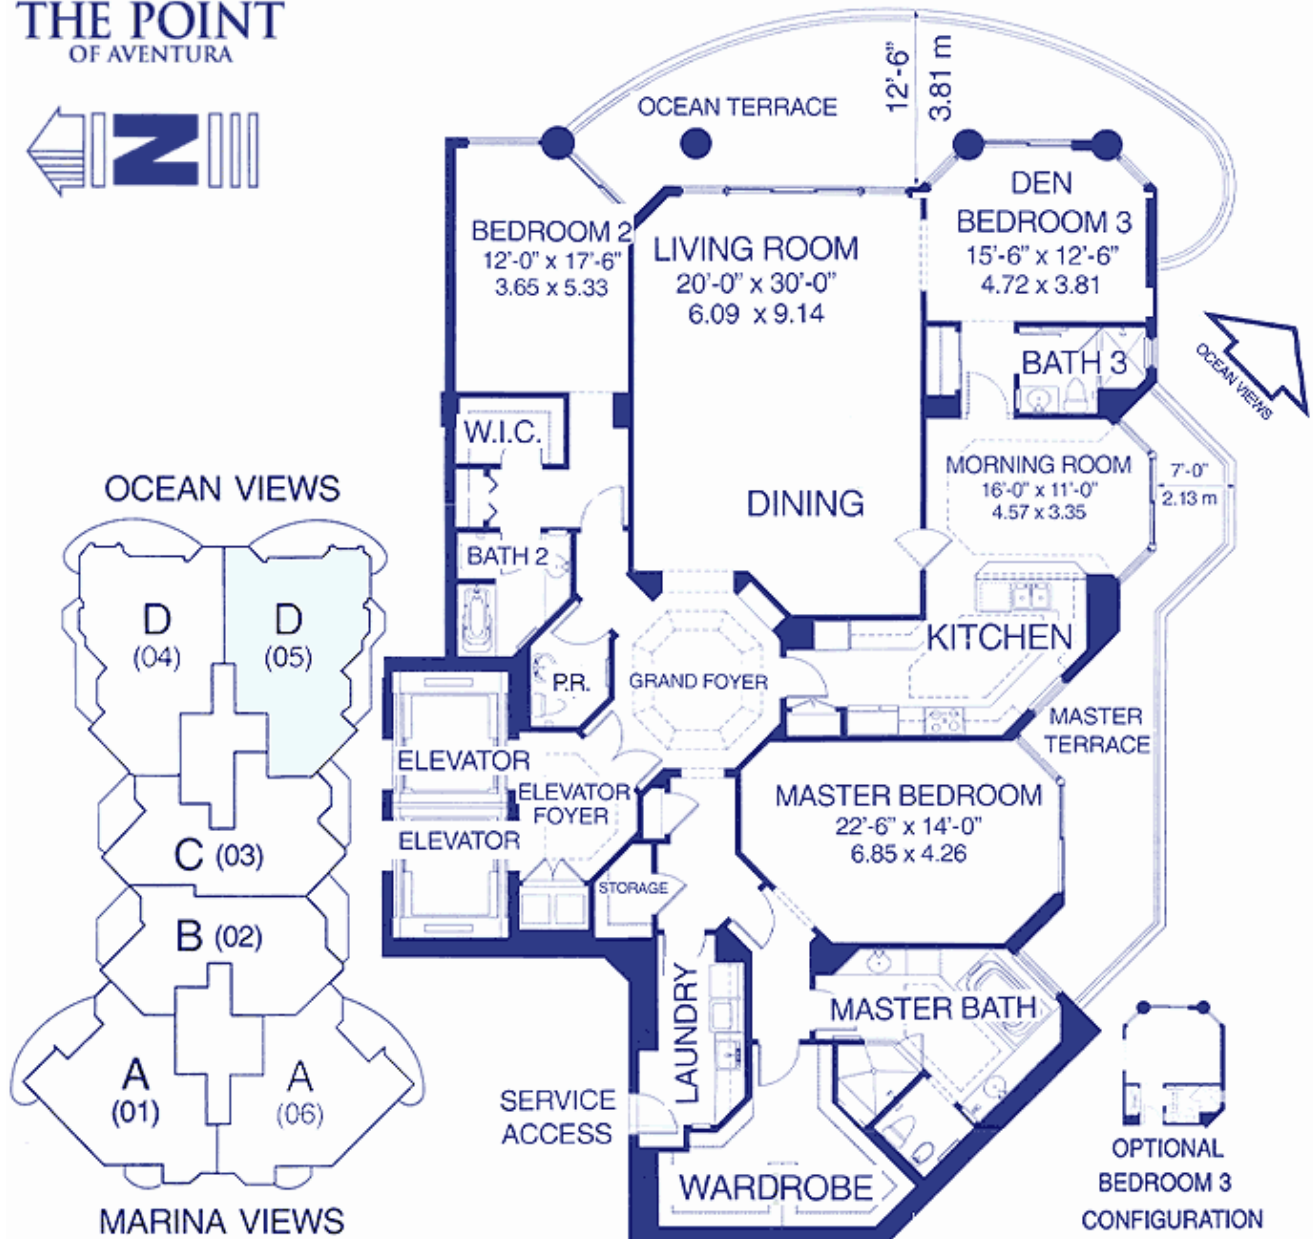 THE POINT
OF AVENTURA
N
12'-6"
3.81 m
OCEAN TERRACE
DEN
BEDROOM 3
15'-6" x 12'-6"
4.72 x 3.81
BEDROOM 2
12'-0" x 17'-6"
3.65 x 5.33
LIVING ROOM
20'-0" x 30'-0"
6.09 x 9.14
OCEAN VIEWS
BATH 3
W.I.C.
MORNING ROOM
16'-0" x 11'-0"
4.57 x 3.35
7'-0"
2.13 m
DINING
BATH 2
KITCHEN
P.R.
GRAND FOYER
MASTER
TERRACE
ELEVATOR
ELEVATOR
FOYER
ELEVATOR
MASTER BEDROOM
22'-6" x 14'-0"
6.85 x 4.26
STORAGE
LAUNDRY
MASTER BATH
SERVICE
ACCESS
WARDROBE
OPTIONAL
BEDROOM 3
CONFIGURATION
OCEAN VIEWS
D
(04)
D
(05)
C (03)
B (02)
A
(01)
A
(06)
MARINA VIEWS